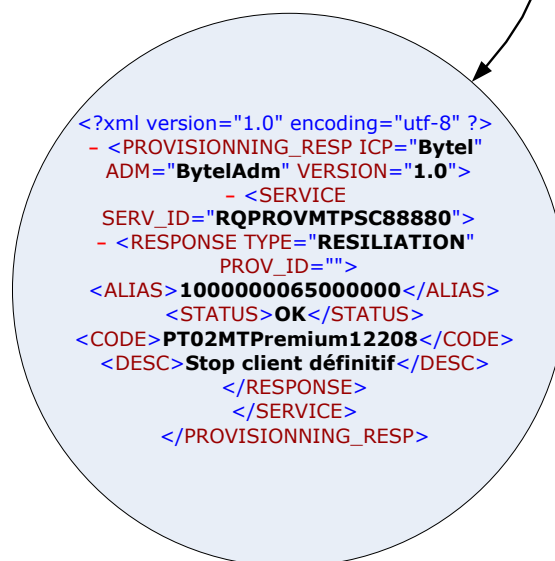 <?xml version="1.0" encoding="utf-8" ?>
– <PROVISIONNING_RESP ICP="Bytel"
ADM="BytelAdm" VERSION="1.0">
– <SERVICE
SERV_ID="RQPROVMTPSC88880">
– <RESPONSE TYPE="RESILIATION"
PROV_ID="">
<ALIAS>1000000065000000</ALIAS>
<STATUS>OK</STATUS>
<CODE>PT02MTPremium12208</CODE>
<DESC>Stop client définitif</DESC>
</RESPONSE>
</SERVICE>
</PROVISIONNING_RESP>